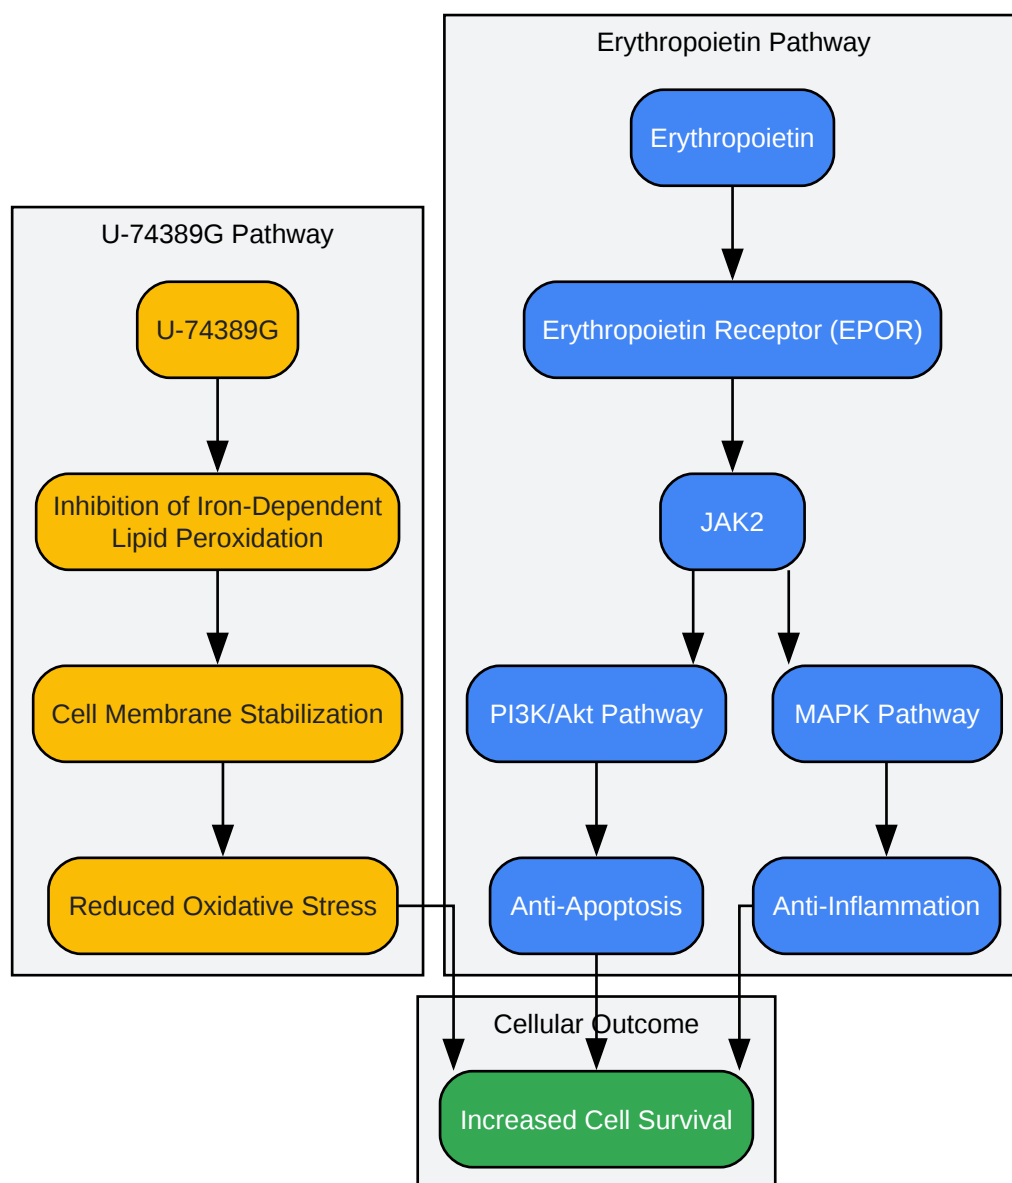 Erythropoietin Pathway
Erythropoietin
U-74389G Pathway
U-74389G
Erythropoietin Receptor (EPOR)
Inhibition of Iron-Dependent
Lipid Peroxidation
JAK2
Cell Membrane Stabilization
PI3K/Akt Pathway
MAPK Pathway
Reduced Oxidative Stress
Anti-Apoptosis
Anti-Inflammation
Cellular Outcome
Increased Cell Survival